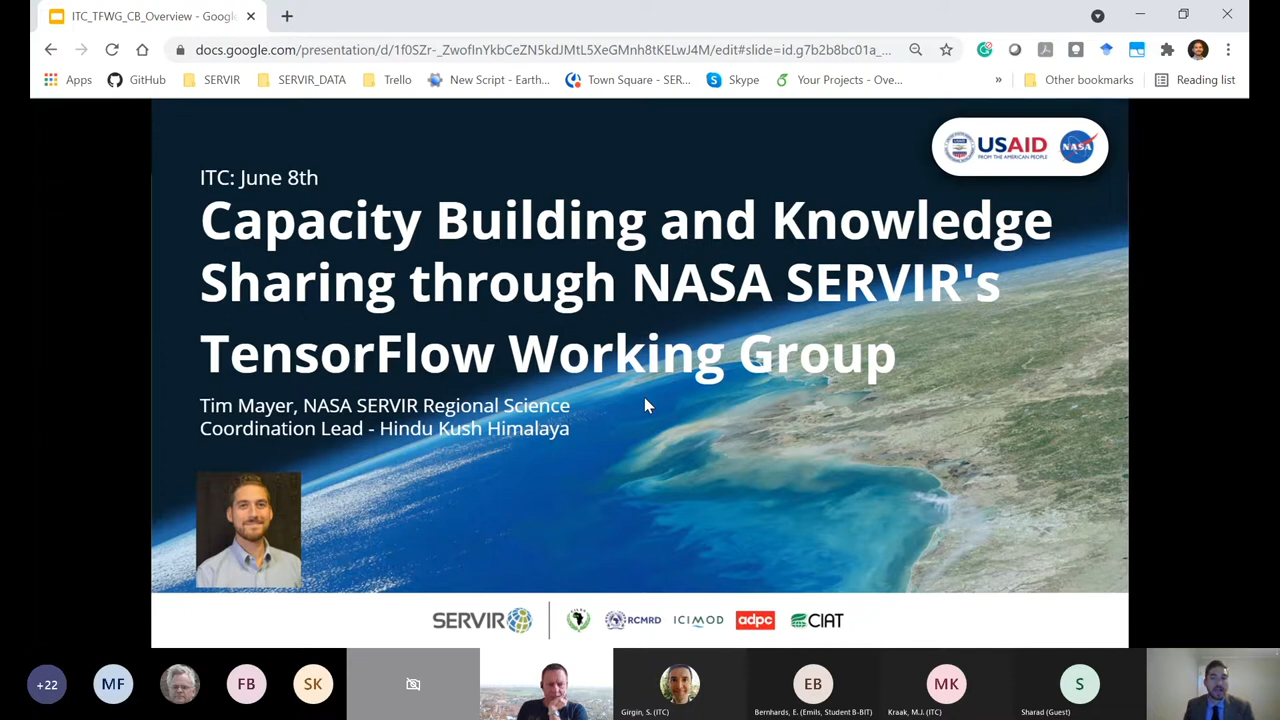 ITC_TFWG_CB_Overview - Google
docs.google.com/presentation/d/1f0SZr-_ZwofInYkbCeZN5kdJMtL5XeGMnh8tKELwJ4M/edit#slide=id.g7b2b8bc01a_...
Apps GitHub SERVIR SERVIR_DATA Trello New Script - Earth... Town Square - SER... Skype Your Projects - Ove... » Other bookmarks Reading list
USAID
FROM THE AMERICAN PEOPLE
NASA
ITC: June 8th
Capacity Building and Knowledge
Sharing through NASA SERVIR's
TensorFlow Working Group
Tim Mayer, NASA SERVIR Regional Science
Coordination Lead - Hindu Kush Himalaya
SERVIR RCMRD ICIMOD adpc CIAT
+22 MF FB SK EB MK S
Girgin, S. (ITC) Bernhards, E. (Emils, Student B-BIT) Kraak, M.J. (ITC) Sharad (Guest)